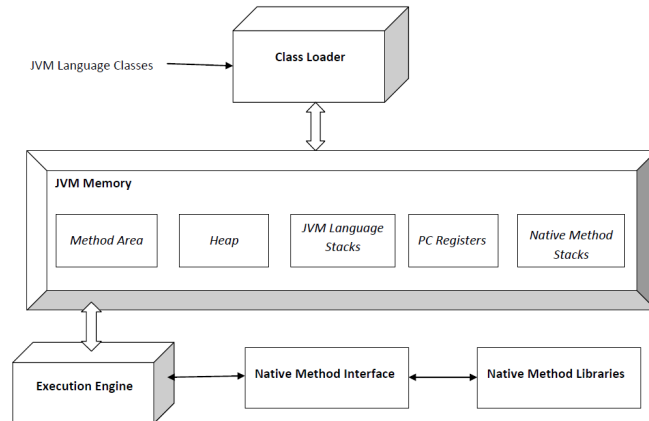 Class Loader
JVM Language Classes
JVM Memory
Method Area
Heap
JVM Language
Stacks
PC Registers
Native Method
Stacks
Execution Engine
Native Method Interface
Native Method Libraries